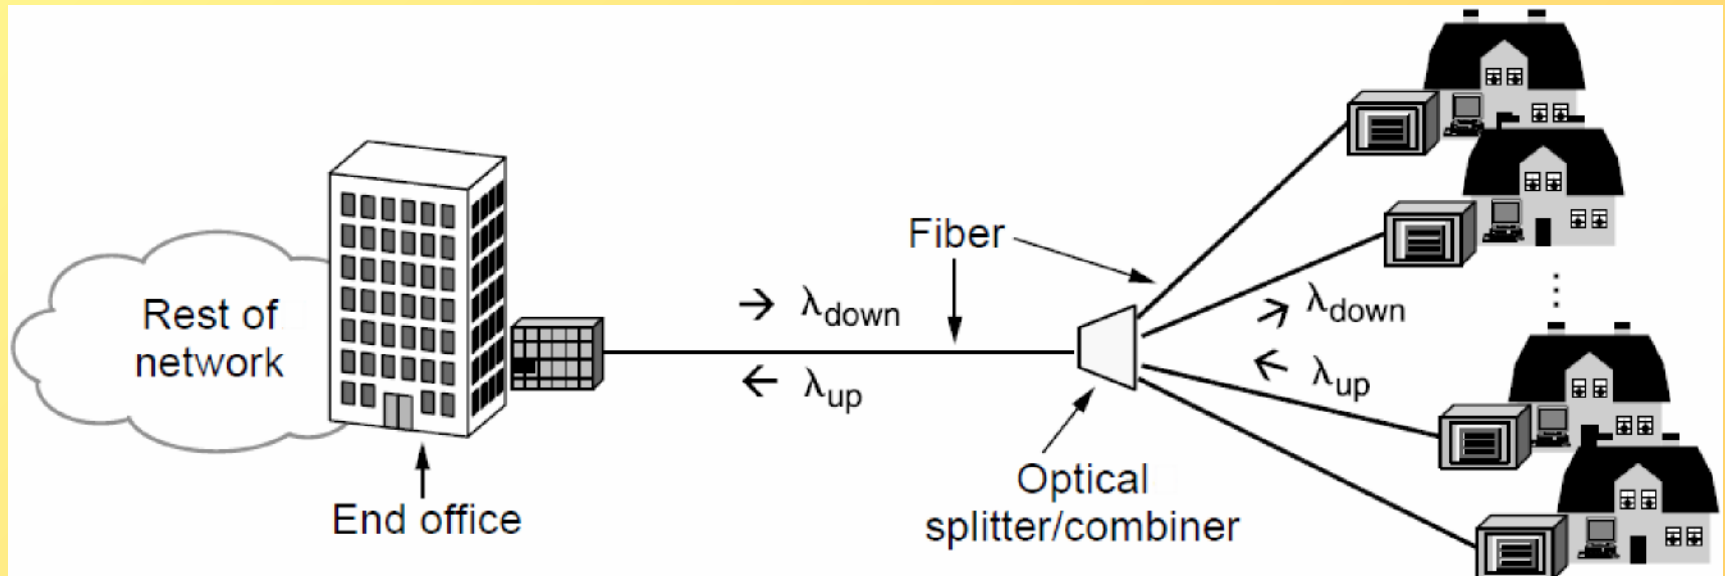 Rest of
network
End office
→ λdown
← λup
Fiber
Optical
splitter/combiner
→ λdown
← λup
⋮